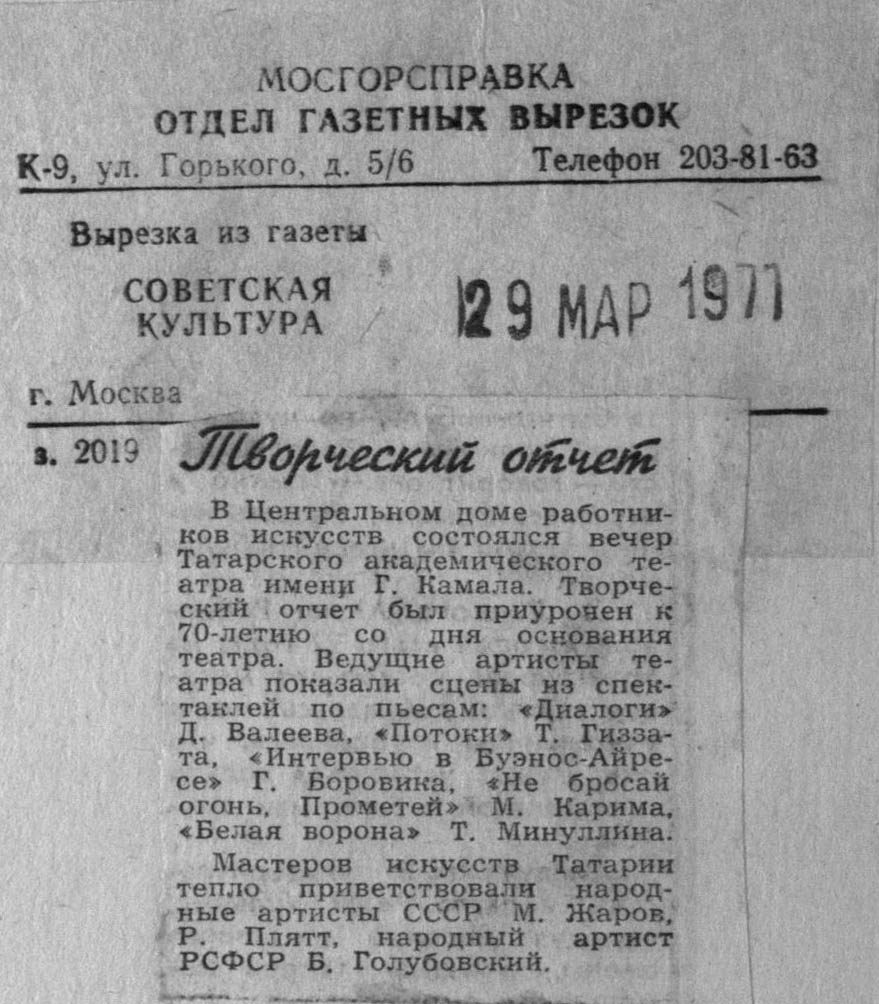 МОСГОРСПРАВКА
ОТДЕЛ ГАЗЕТНЫХ ВЫРЕЗОК
К-9, ул. Горького, д. 5/6 Телефон 203-81-63
Вырезка из газеты
СОВЕТСКАЯ
КУЛЬТУРА
29 МАР 1977
г. Москва
з. 2019
Творческий отчет
В Центральном доме работни-
ков искусств состоялся вечер
Татарского академического те-
атра имени Г. Камала. Творче-
ский отчет был приурочен к
70-летию со дня основания
театра. Ведущие артисты те-
атра показали сцены из спек-
таклей по пьесам: «Диалоги»
Д. Валеева, «Потоки» Т. Гизза-
та, «Интервью в Буэнос-Айре-
се» Г. Боровика, «Не бросай
огонь, Прометей» М. Карима,
«Белая ворона» Т. Минуллина.
Мастеров искусств Татарии
тепло приветствовали народ-
ные артисты СССР М. Жаров,
Р. Плятт, народный артист
РСФСР Б. Голубовский.